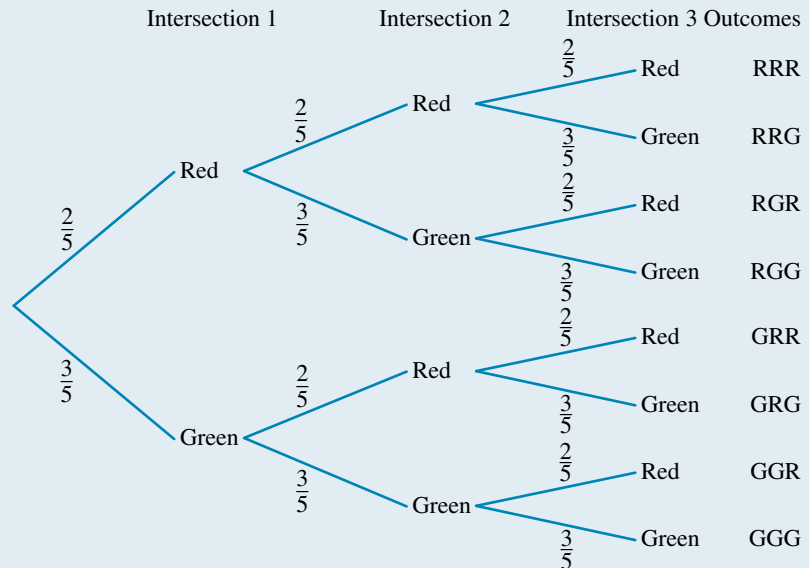 Intersection 1 Intersection 2 Intersection 3 Outcomes
2/5 Red RRR
2/5 Red
3/5 Green RRG
Red
2/5 Red RGR
3/5 Green
2/5
3/5 Green RGG
2/5 Red GRR
3/5
2/5 Red
3/5 Green GRG
Green
2/5 Red GGR
3/5 Green
3/5 Green GGG